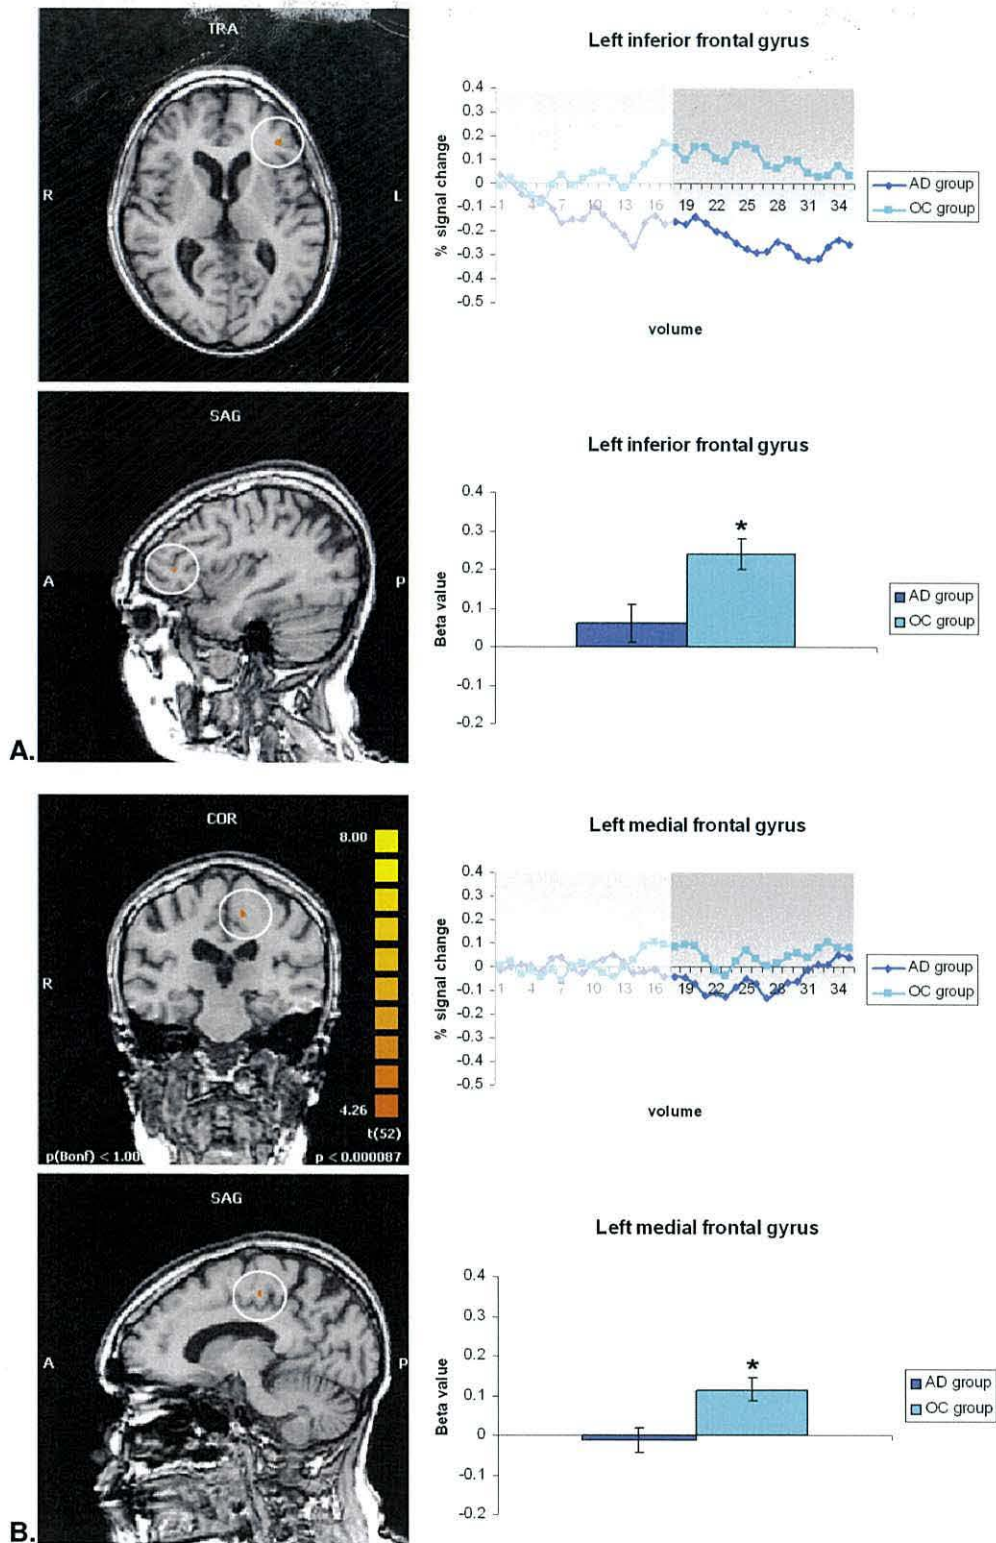 TRA
R
L
Left inferior frontal gyrus
0.4
0.3
0.2
0.1
0
-0.1
-0.2
-0.3
-0.4
-0.5
% signal change
1 4 7 10 13 16 19 22 25 28 31 34
volume
AD group
OC group
SAG
A
P
Left inferior frontal gyrus
0.4
0.3
0.2
0.1
0
-0.1
-0.2
Beta value
*
AD group
OC group
A.
COR
R
8.00
4.26
t(52)
p(Bonf) < 1.00
p < 0.000087
Left medial frontal gyrus
0.4
0.3
0.2
0.1
0
-0.1
-0.2
-0.3
-0.4
-0.5
% signal change
1 4 7 10 13 16 19 22 25 28 31 34
volume
AD group
OC group
SAG
A
P
Left medial frontal gyrus
0.4
0.3
0.2
0.1
0
-0.1
-0.2
Beta value
*
AD group
OC group
B.